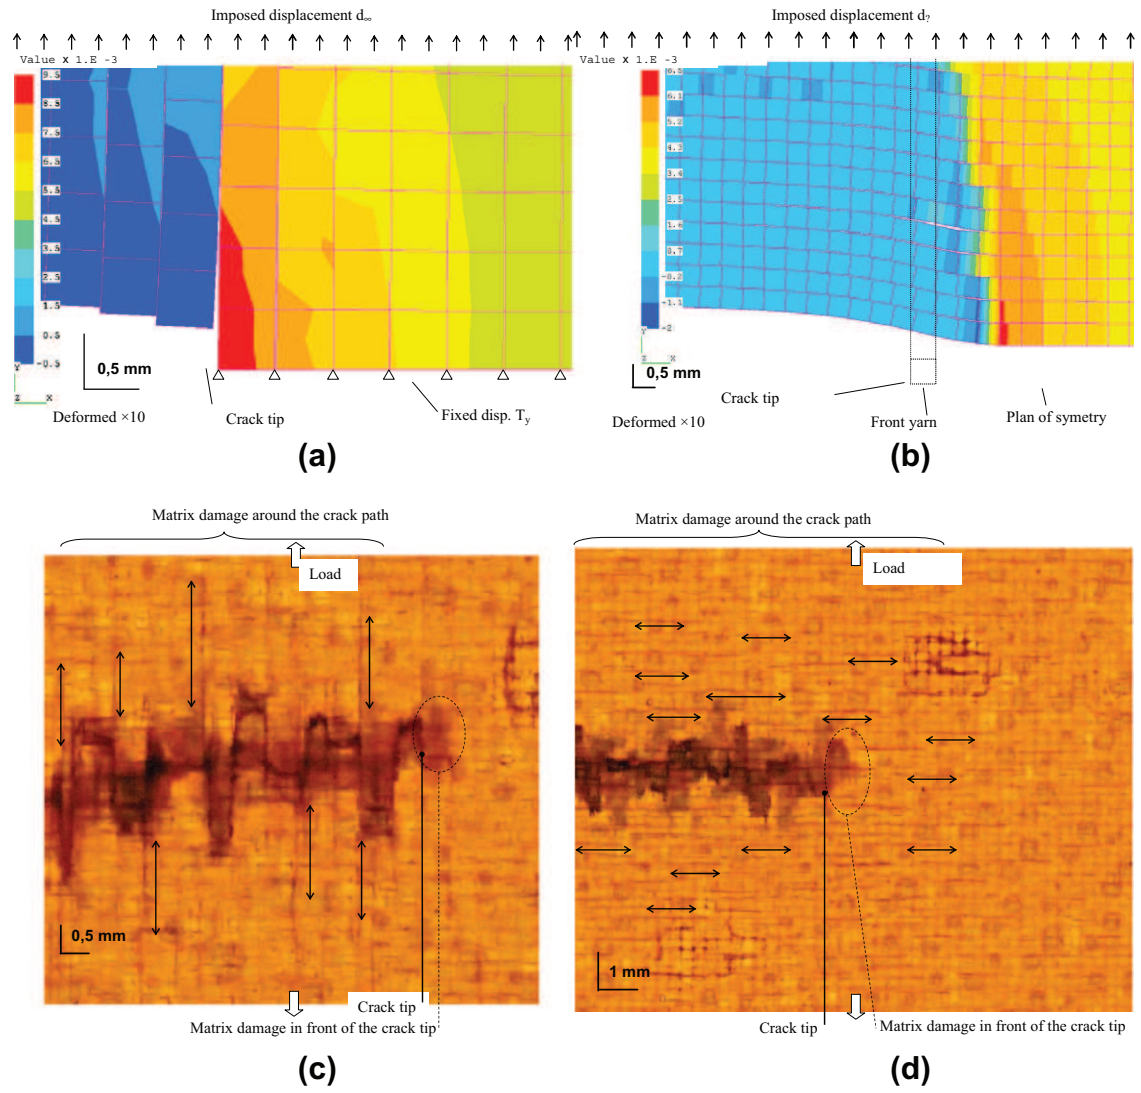 Imposed displacement d∞
Value x 1.E -3
9.5
8.5
7.5
6.5
5.5
4.5
3.5
2.5
1.5
0.5
-0.5
Y
Z X
0,5 mm
Deformed ×10
Crack tip
Fixed disp. Ty
(a)
Imposed displacement d?
Value x 1.E -3
6.1
5.2
4.3
2.5
1.6
-0.2
-1.1
-2
Z X
0,5 mm
Crack tip
Deformed ×10
Front yarn
Plan of symetry
(b)
Matrix damage around the crack path
Load
0,5 mm
Crack tip
Matrix damage in front of the crack tip
(c)
Matrix damage around the crack path
Load
1 mm
Crack tip
Matrix damage in front of the crack tip
(d)